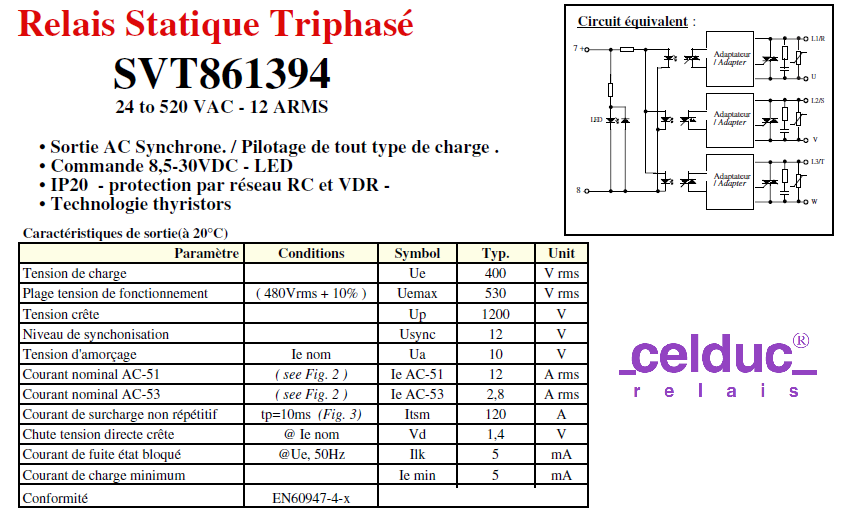 Relais Statique Triphasé
SVT861394
24 to 520 VAC - 12 ARMS
• Sortie AC Synchrone. / Pilotage de tout type de charge .
• Commande 8,5-30VDC - LED
• IP20 - protection par réseau RC et VDR -
• Technologie thyristors
Circuit équivalent :
7 +
LED
8 -
Adaptateur
/ Adapter
L1/R
U
Adaptateur
/ Adapter
L2/S
V
Adaptateur
/ Adapter
L3/T
W
Caractéristiques de sortie(à 20°C)
Paramètre Conditions Symbol Typ. Unit
Tension de charge Ue 400 V rms
Plage tension de fonctionnement ( 480Vrms + 10% ) Uemax 530 V rms
Tension crête Up 1200 V
Niveau de synchonisation Usync 12 V
Tension d'amorçage Ie nom Ua 10 V
Courant nominal AC-51 ( see Fig. 2 ) Ie AC-51 12 A rms
Courant nominal AC-53 ( see Fig. 2 ) Ie AC-53 2,8 A rms
Courant de surcharge non répétitif tp=10ms (Fig. 3) Itsm 120 A
Chute tension directe crête @ Ie nom Vd 1,4 V
Courant de fuite état bloqué @Ue, 50Hz Ilk 5 mA
Courant de charge minimum Ie min 5 mA
Conformité EN60947-4-x
_celduc_®
relais